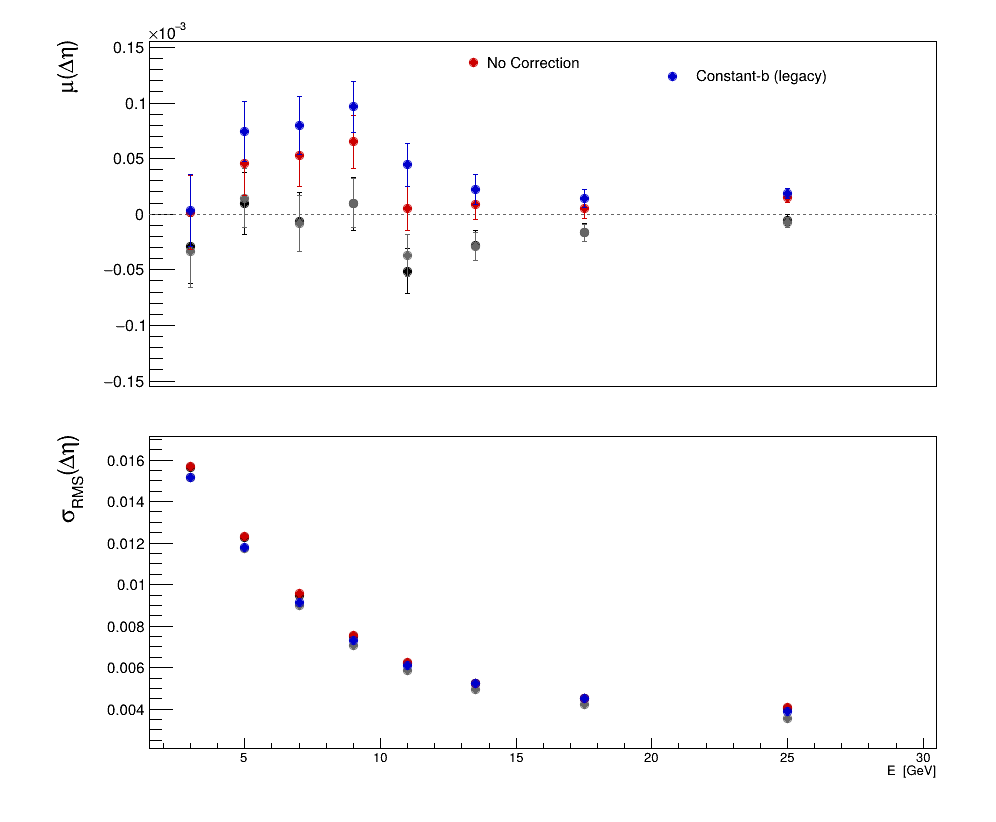 ×10⁻³
μ(Δη)
0.15
0.1
0.05
0
−0.05
−0.1
−0.15
No Correction
Constant-b (legacy)
σRMS(Δη)
0.016
0.014
0.012
0.01
0.008
0.006
0.004
5 10 15 20 25 30
E [GeV]